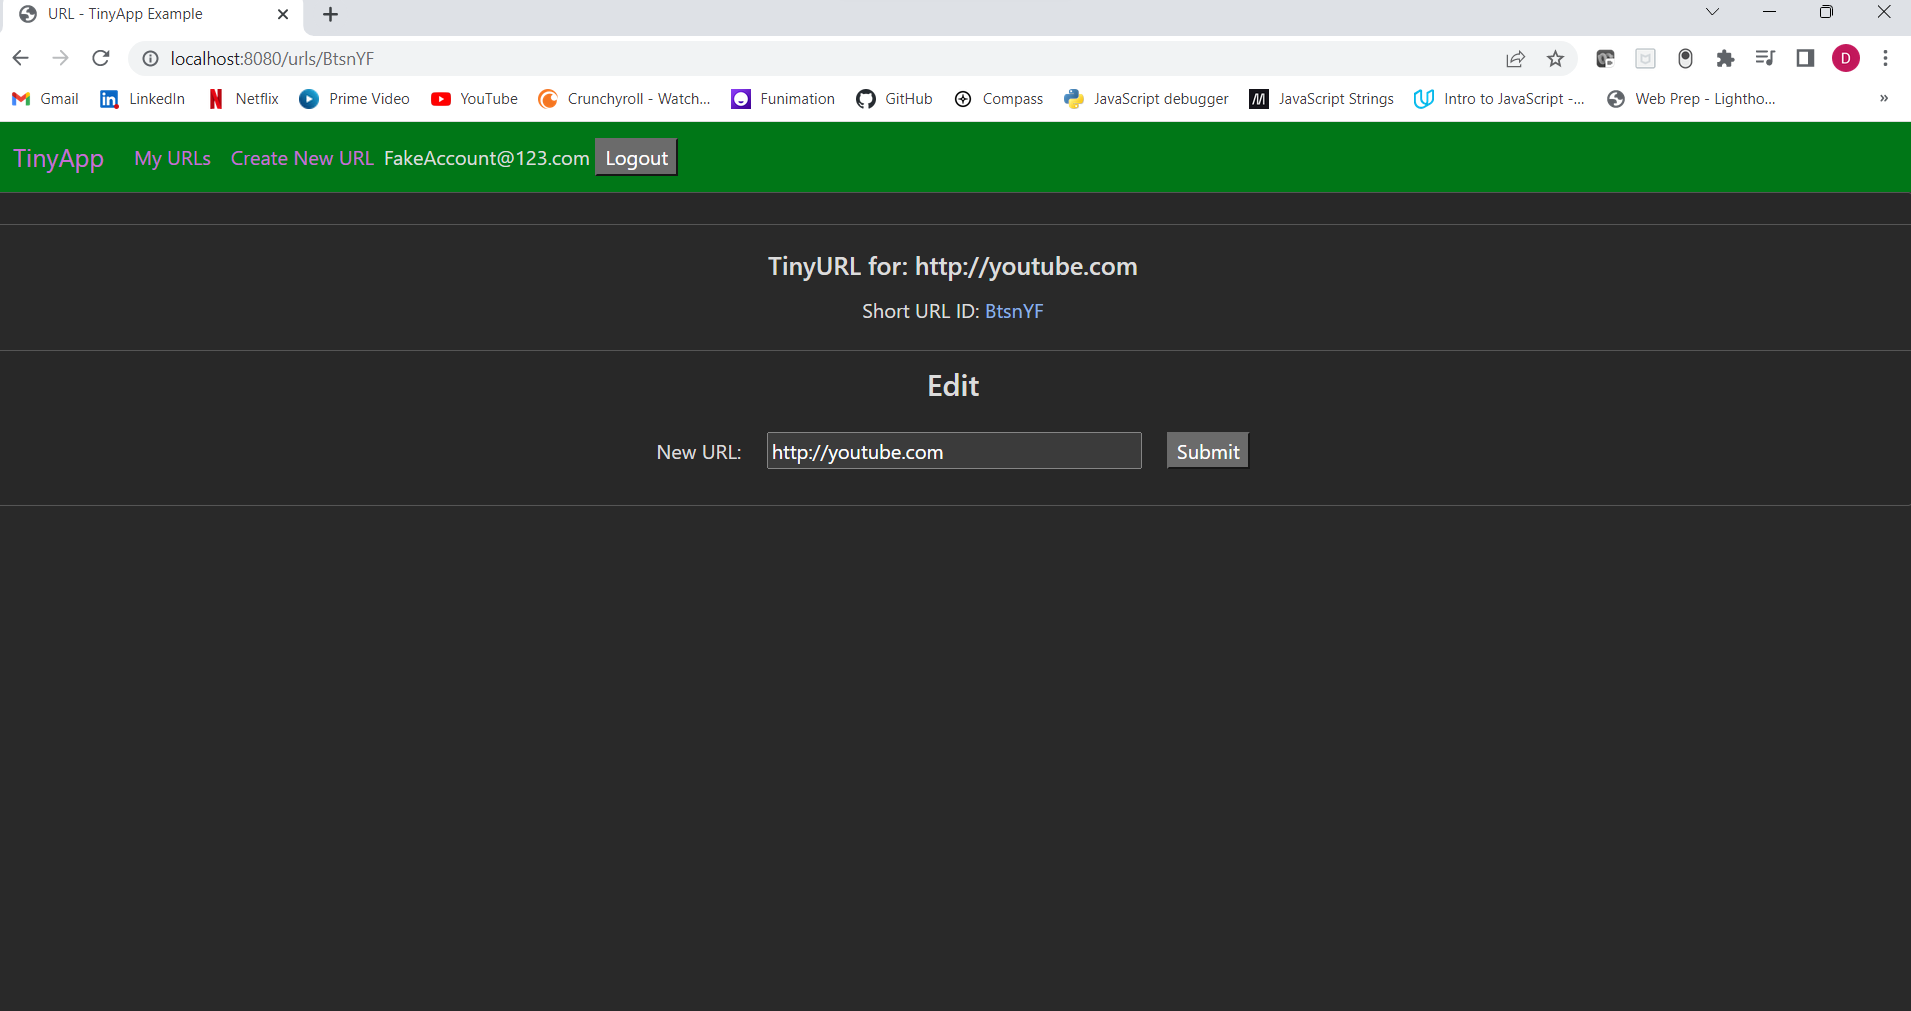 URL - TinyApp Example
localhost:8080/urls/BtsnYF
D
Gmail LinkedIn Netflix Prime Video YouTube Crunchyroll - Watch... Funimation GitHub Compass JavaScript debugger JavaScript Strings Intro to JavaScript -... Web Prep - Lightho... »
TinyApp My URLs Create New URL FakeAccount@123.com Logout
TinyURL for: http://youtube.com
Short URL ID: BtsnYF
Edit
New URL: http://youtube.com Submit